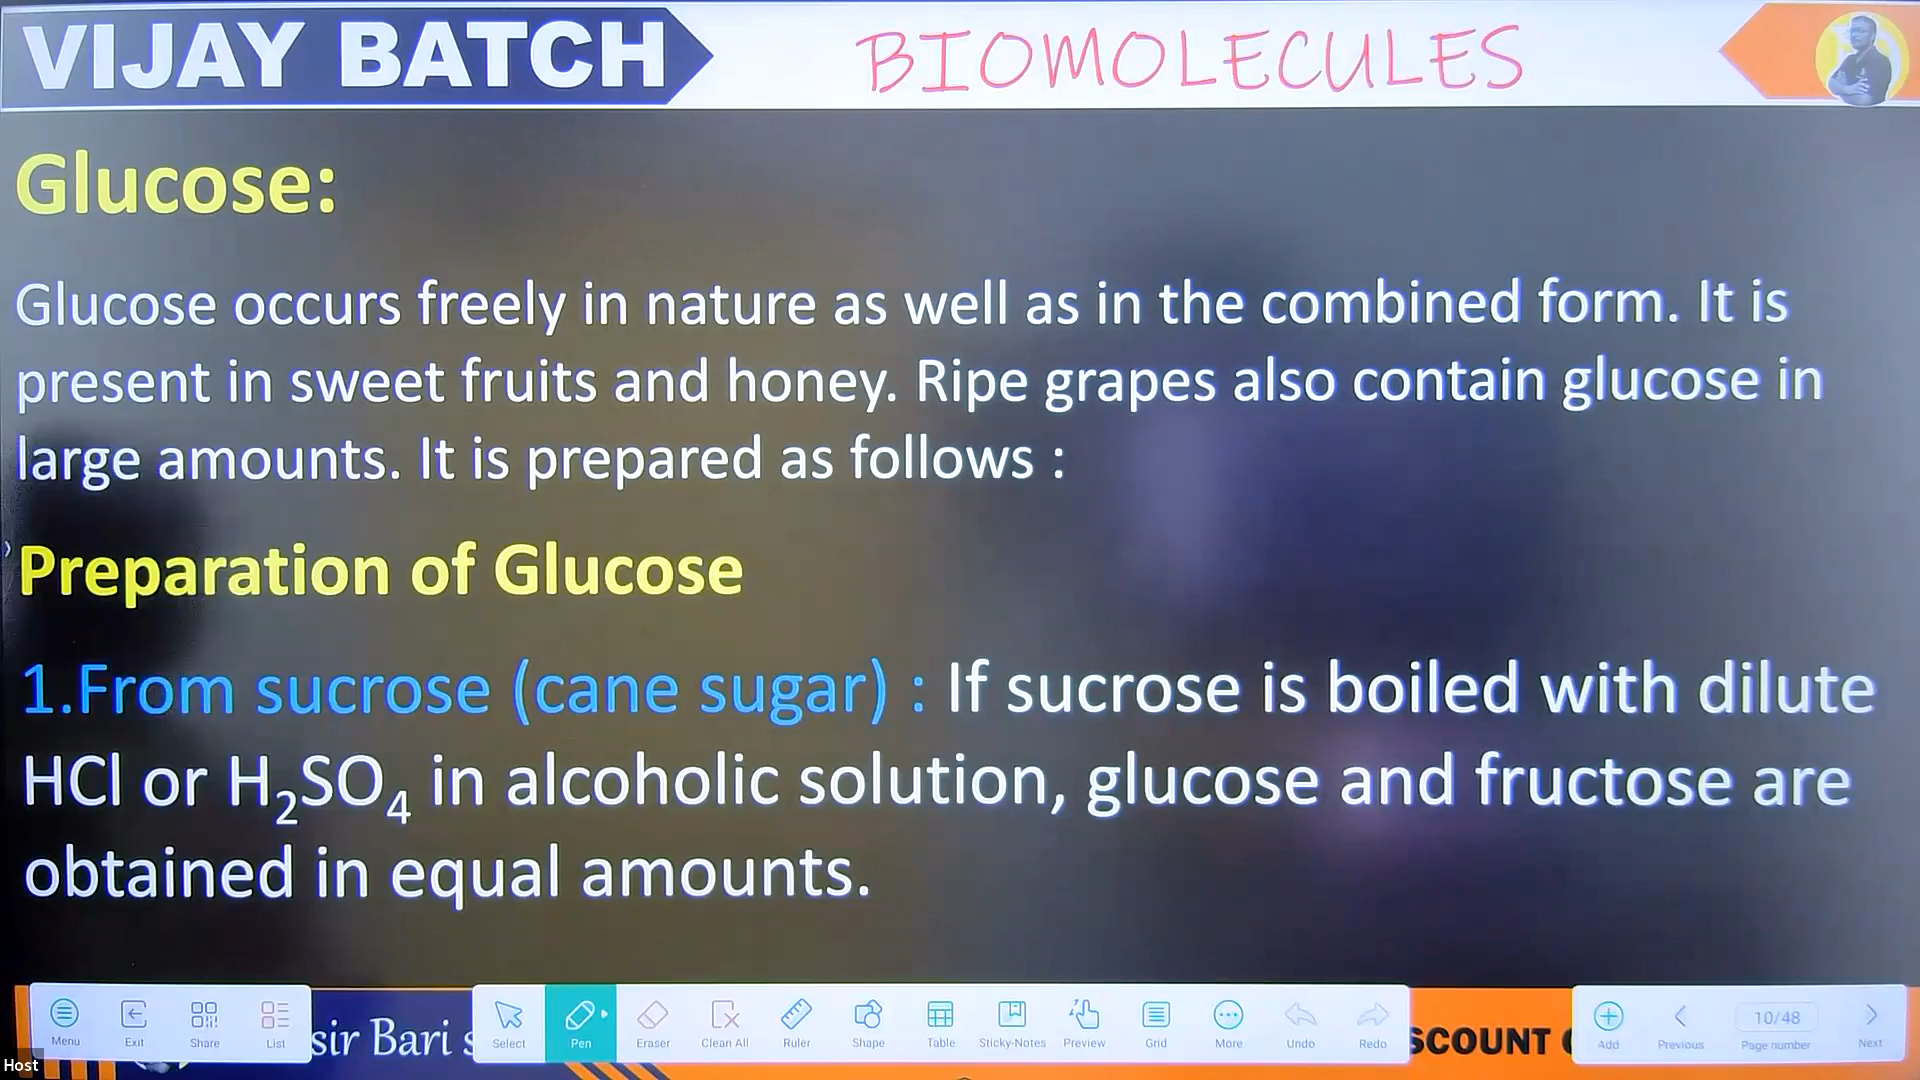 VIJAY BATCH
BIOMOLECULES
Glucose:
Glucose occurs freely in nature as well as in the combined form. It is
present in sweet fruits and honey. Ripe grapes also contain glucose in
large amounts. It is prepared as follows :
Preparation of Glucose
1.From sucrose (cane sugar) : If sucrose is boiled with dilute
HCl or H₂SO₄ in alcoholic solution, glucose and fructose are
obtained in equal amounts.
sir Bari s
SCOUNT
Menu Exit Share List Select Pen Eraser Clean All Ruler Shape Table Sticky-Notes Preview Grid More Undo Redo Add Previous 10/48 Page number Next
Host